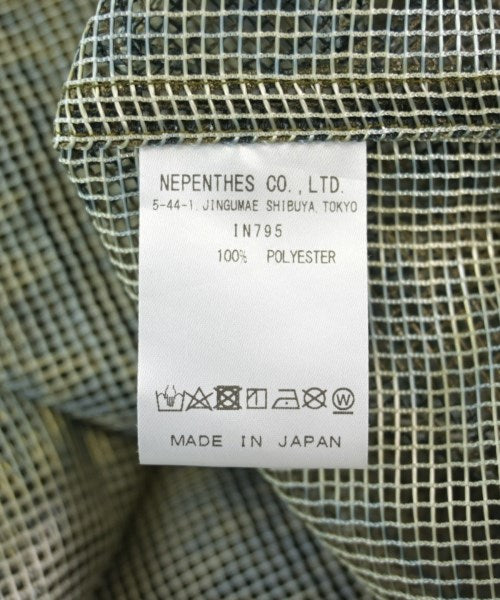 NEPENTHES CO.,LTD.
5-44-1. JINGUMAE SHIBUYA. TOKYO
IN795
100% POLYESTER
MADE IN JAPAN